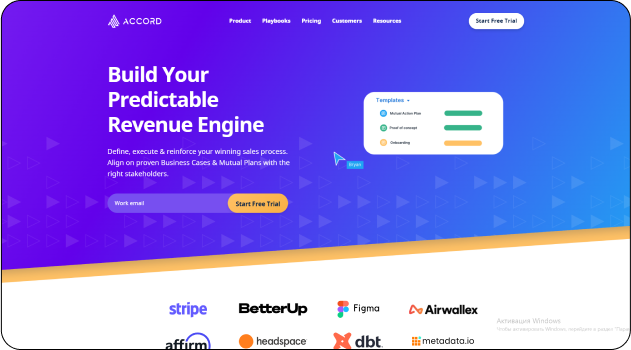 ACCORD
Product Playbooks Pricing Customers Resources
Start Free Trial
Build Your
Predictable
Revenue Engine
Define, execute & reinforce your winning sales process.
Align on proven Business Cases & Mutual Plans with the
right stakeholders.
Work email
Start Free Trial
Templates
Mutual Action Plan
Proof of concept
Onboarding
Bryan
stripe BetterUp Figma Airwallex
affirm headspace dbt metadata.io
Активация Windows
Чтобы активировать Windows, перейдите в раздел